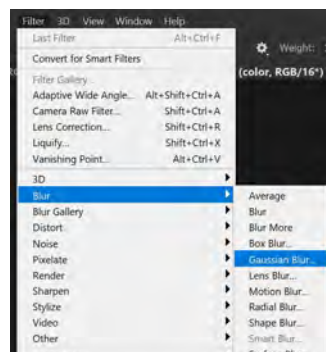 Filter 3D View Window Help
Last Filter Alt+Ctrl+F
Convert for Smart Filters
Filter Gallery...
Adaptive Wide Angle... Alt+Shift+Ctrl+A
Camera Raw Filter... Shift+Ctrl+A
Lens Correction... Shift+Ctrl+R
Liquify... Shift+Ctrl+X
Vanishing Point... Alt+Ctrl+V
3D
Blur
Blur Gallery
Distort
Noise
Pixelate
Render
Sharpen
Stylize
Video
Other
Weight:
(color, RGB/16*)
Average
Blur
Blur More
Box Blur...
Gaussian Blur...
Lens Blur...
Motion Blur...
Radial Blur...
Shape Blur...
Smart Blur...